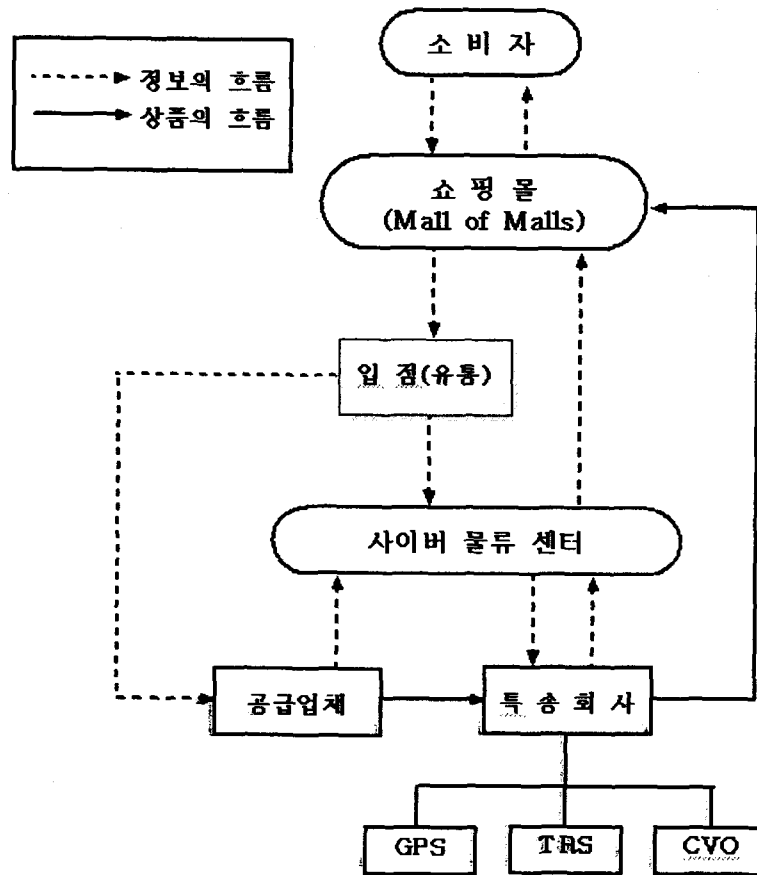 소 비 자
정보의 흐름
상품의 흐름
쇼 핑 몰
(Mall of Malls)
입 점(유통)
사이버 물류 센터
공급업체
특 송 회 사
GPS
TRS
CVO